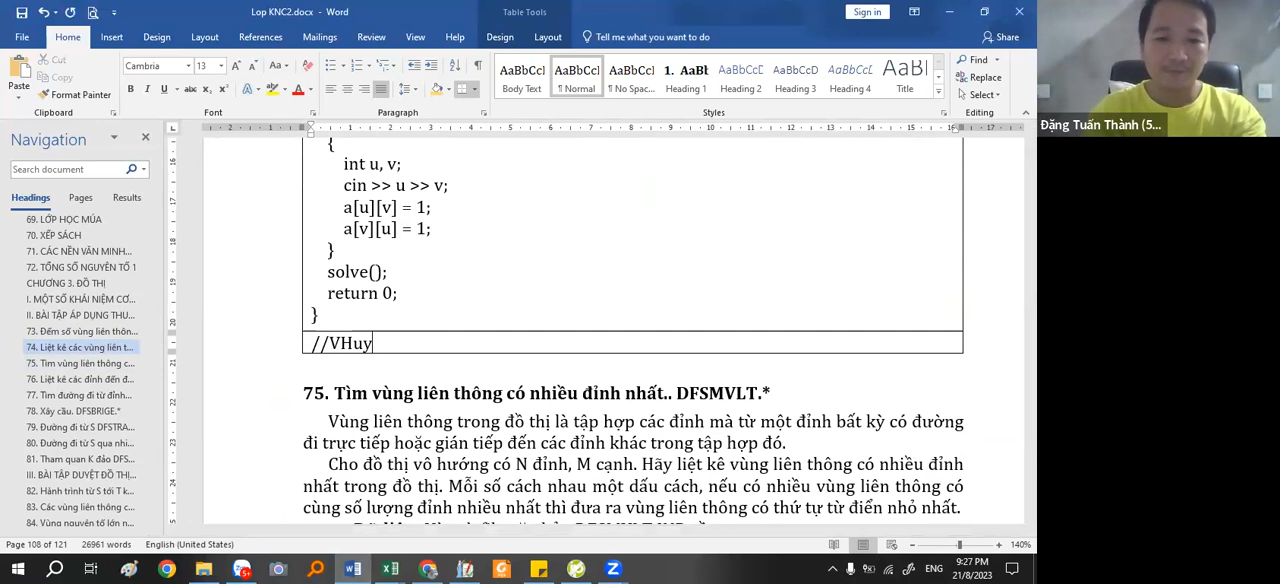 Lop KNC2.docx - Word
Table Tools
Sign in
File Home Insert Design Layout References Mailings Review View Help Design Layout Tell me what you want to do Share
Paste
Cut
Copy
Format Painter
Clipboard
Cambria 13
Font
Paragraph
AaBbCcI AaBbCcI AaBbCcI 1. AaBb AaBbCcD AaBbCcD AaBbCcD AaBl
Body Text ¶ Normal ¶ No Spac... Heading 1 Heading 2 Heading 3 Heading 4 Title
Styles
Find
Replace
Select
Editing
Navigation
Search document
Headings Pages Results
69. LỚP HỌC MÚA
70. XẾP SÁCH
71. CÁC NỀN VĂN MINH...
72. TỔNG SỐ NGUYÊN TỐ 1
CHƯƠNG 3. ĐỒ THỊ
I. MỘT SỐ KHÁI NIỆM CƠ...
II. BÀI TẬP ÁP DỤNG THU...
73. Đếm số vùng liên thôn...
74. Liệt kê các vùng liên t...
75. Tìm vùng liên thông c...
76. Liệt kê các đỉnh đến đ...
77. Tìm đường đi từ đỉnh...
78. Xây cầu. DFSBRIGE.*
79. Đường đi từ S DFSTRA...
80. Đường đi từ S qua nhi...
81. Tham quan K đảo DFS...
III. BÀI TẬP DUYỆT ĐỒ THỊ...
82. Hành trình từ S tới T k...
83. Các vùng liên thông c...
84. Vùng nguyên tố lớn n...
{
int u, v;
cin >> u >> v;
a[u][v] = 1;
a[v][u] = 1;
}
solve();
return 0;
}
//VHuy
75. Tìm vùng liên thông có nhiều đỉnh nhất.. DFSMVLT.*
Vùng liên thông trong đồ thị là tập hợp các đỉnh mà từ một đỉnh bất kỳ có đường
đi trực tiếp hoặc gián tiếp đến các đỉnh khác trong tập hợp đó.
Cho đồ thị vô hướng có N đỉnh, M cạnh. Hãy liệt kê vùng liên thông có nhiều đỉnh
nhất trong đồ thị. Mỗi số cách nhau một dấu cách, nếu có nhiều vùng liên thông có
cùng số lượng đỉnh nhiều nhất thì đưa ra vùng liên thông có thứ tự từ điển nhỏ nhất.
Page 108 of 121 26961 words English (United States) 140%
ENG
9:27 PM
21/8/2023
Đặng Tuấn Thành (5...